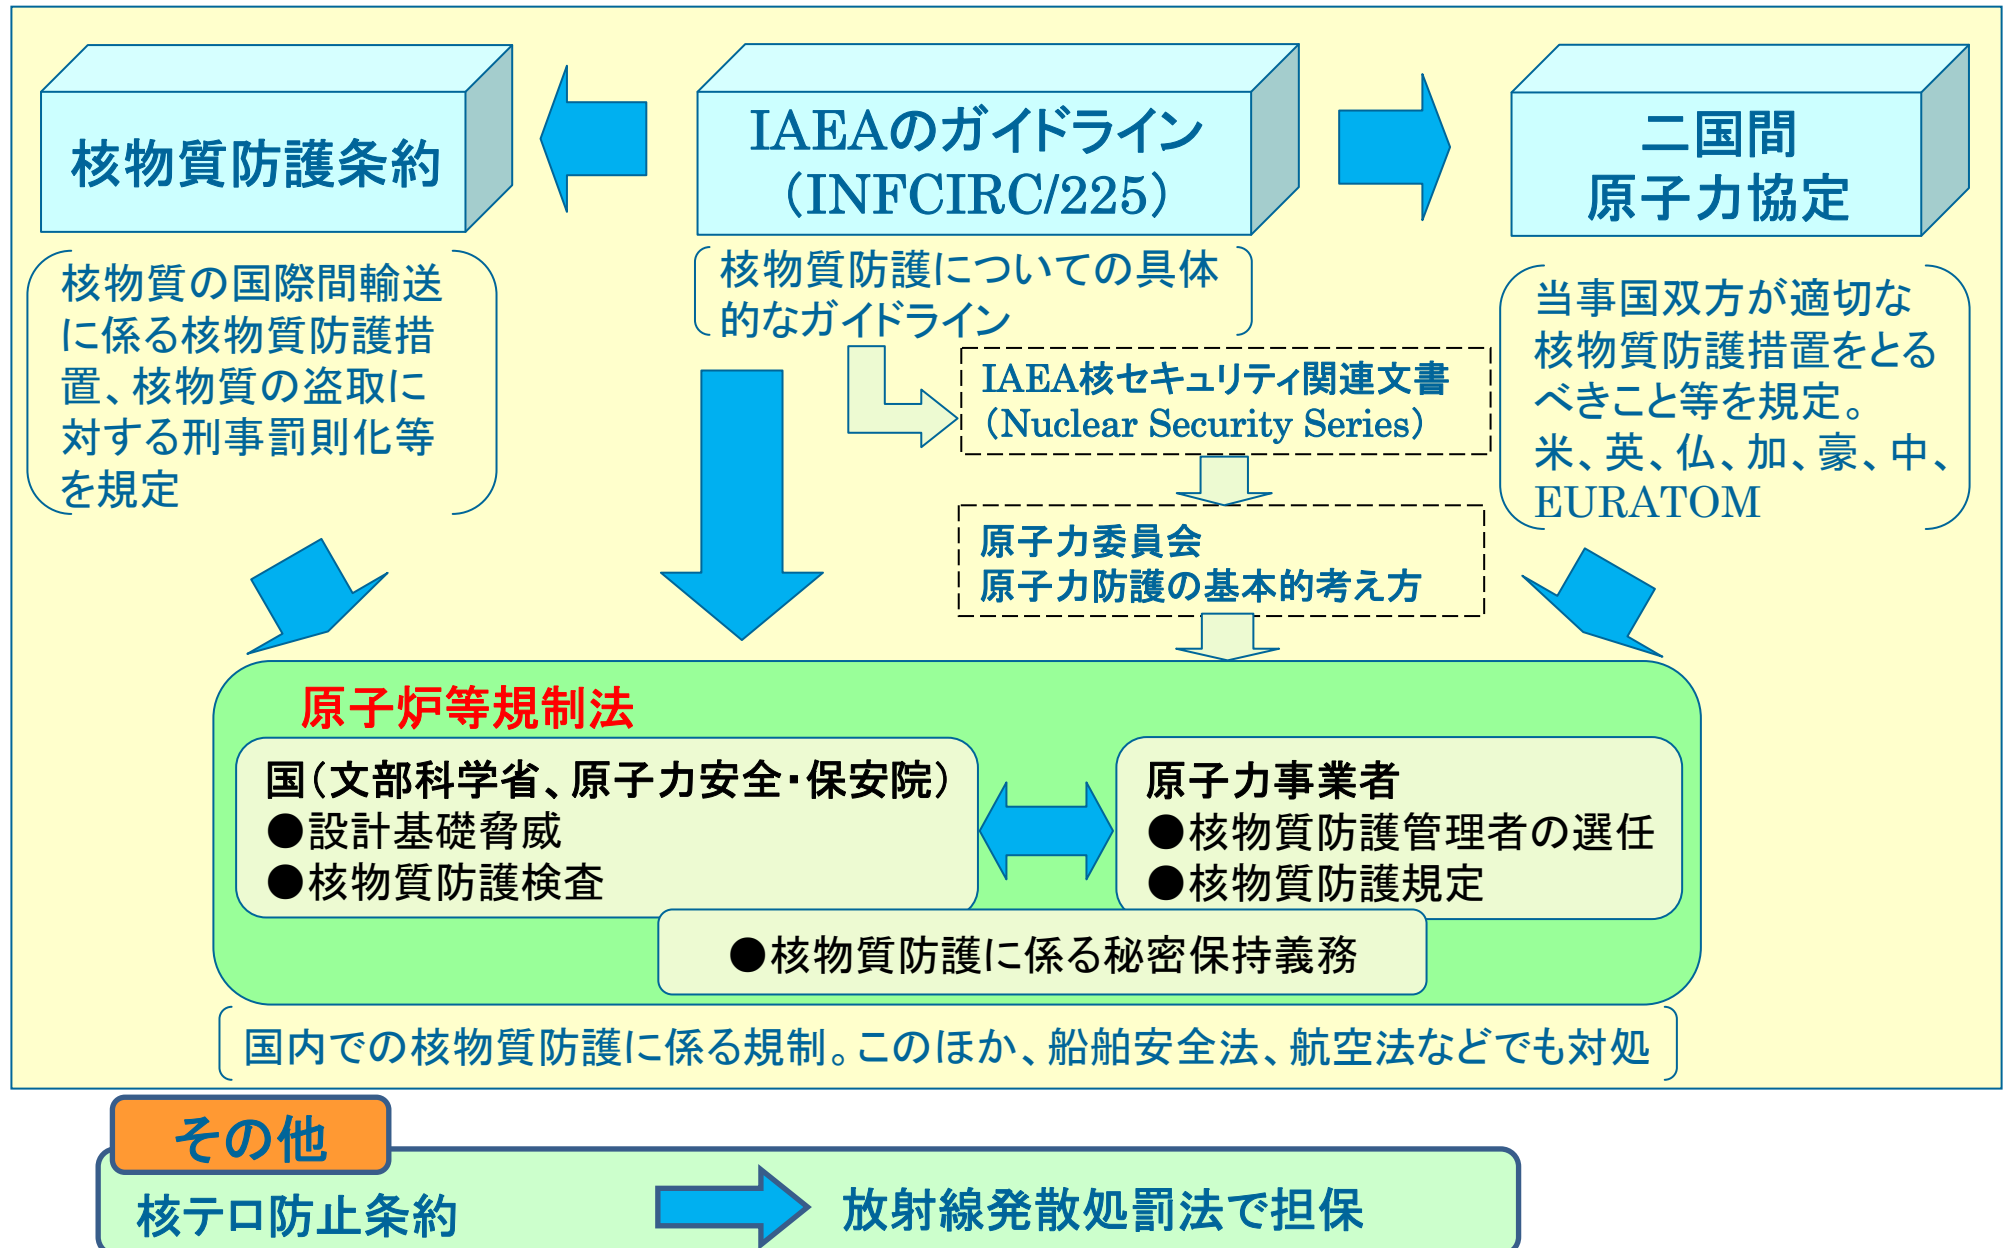 核物質防護条約
IAEAのガイドライン
（INFCIRC/225）
二国間
原子力協定
核物質の国際間輸送
に係る核物質防護措
置、核物質の盗取に
対する刑事罰則化等
を規定
核物質防護についての具体
的なガイドライン
当事国双方が適切な
核物質防護措置をとる
べきこと等を規定。
米、英、仏、加、豪、中、
EURATOM
IAEA核セキュリティ関連文書
（Nuclear Security Series）
原子力委員会
原子力防護の基本的考え方
原子炉等規制法
国（文部科学省、原子力安全・保安院）
●設計基礎脅威
●核物質防護検査
原子力事業者
●核物質防護管理者の選任
●核物質防護規定
●核物質防護に係る秘密保持義務
国内での核物質防護に係る規制。このほか、船舶安全法、航空法などでも対処
その他
核テロ防止条約
放射線発散処罰法で担保